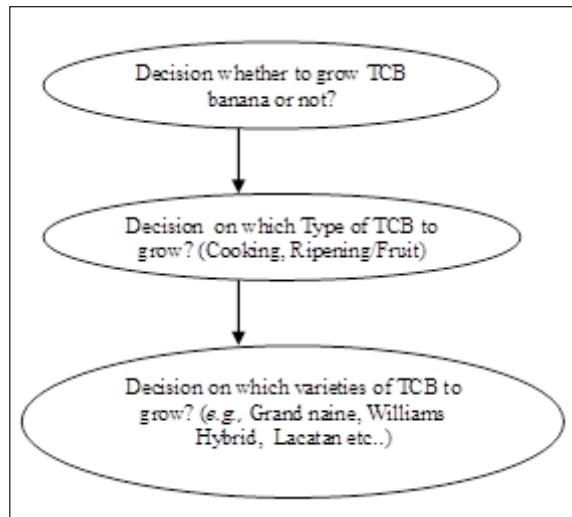 Decision whether to grow TCB
banana or not?
Decision on which Type of TCB to
grow? (Cooking, Ripening/Fruit)
Decision on which varieties of TCB to
grow? (e.g., Grand naine, Williams
Hybrid, Lacatan etc..)